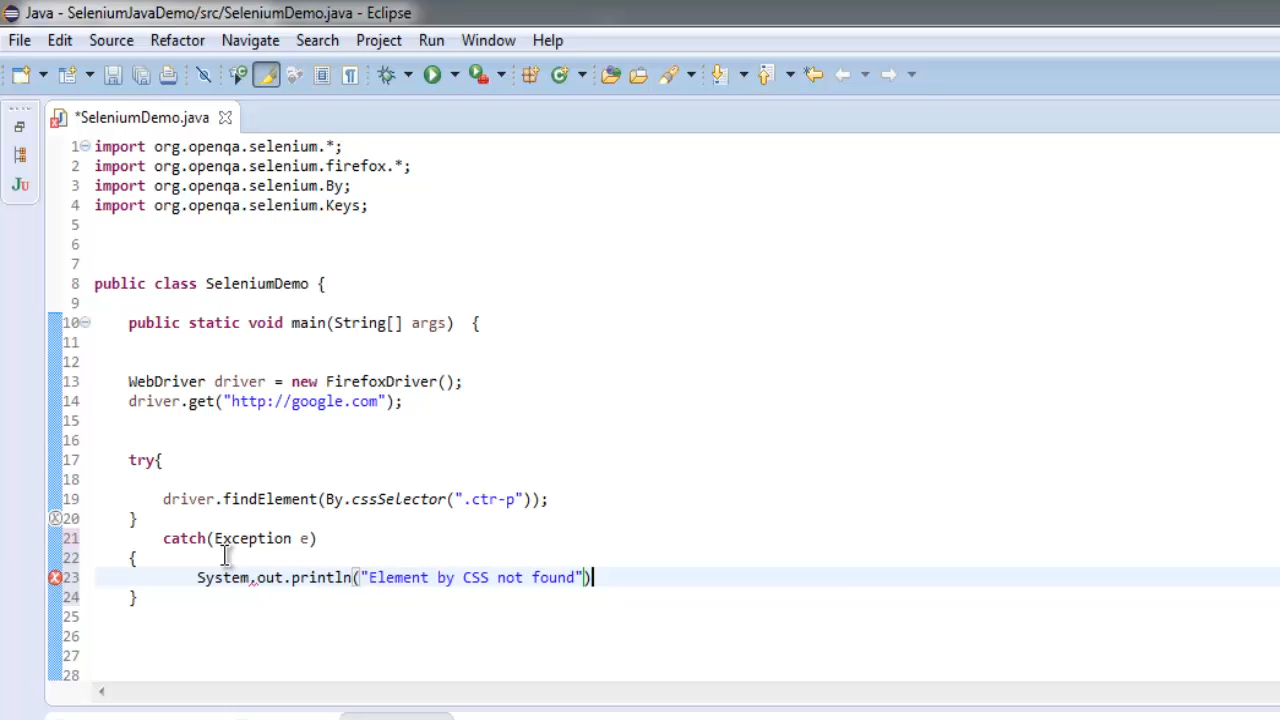 Java - SeleniumJavaDemo/src/SeleniumDemo.java - Eclipse
File Edit Source Refactor Navigate Search Project Run Window Help
*SeleniumDemo.java
1 import org.openqa.selenium.*;
2 import org.openqa.selenium.firefox.*;
3 import org.openqa.selenium.By;
4 import org.openqa.selenium.Keys;
5
6
7
8 public class SeleniumDemo {
9
10 public static void main(String[] args) {
11
12
13 WebDriver driver = new FirefoxDriver();
14 driver.get("http://google.com");
15
16
17 try{
18
19 driver.findElement(By.cssSelector(".ctr-p"));
20 }
21 catch(Exception e)
22 {
23 System,out.println("Element by CSS not found")
24 }
25
26
27
28
JU